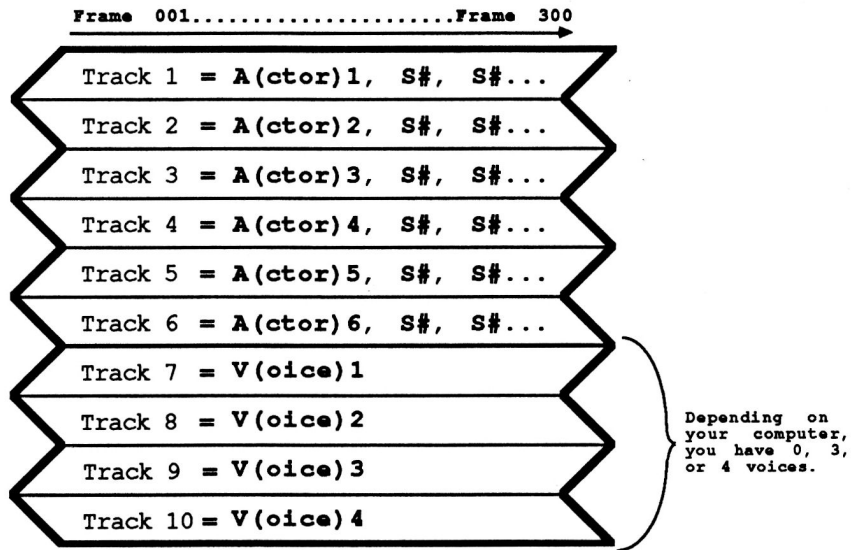 Frame 001......................Frame 300
Track 1 = A(ctor)1, S#, S#...
Track 2 = A(ctor)2, S#, S#...
Track 3 = A(ctor)3, S#, S#...
Track 4 = A(ctor)4, S#, S#...
Track 5 = A(ctor)5, S#, S#...
Track 6 = A(ctor)6, S#, S#...
Track 7 = V(oice)1
Track 8 = V(oice)2
Track 9 = V(oice)3
Track 10 = V(oice)4
Depending on
your computer,
you have 0, 3,
or 4 voices.